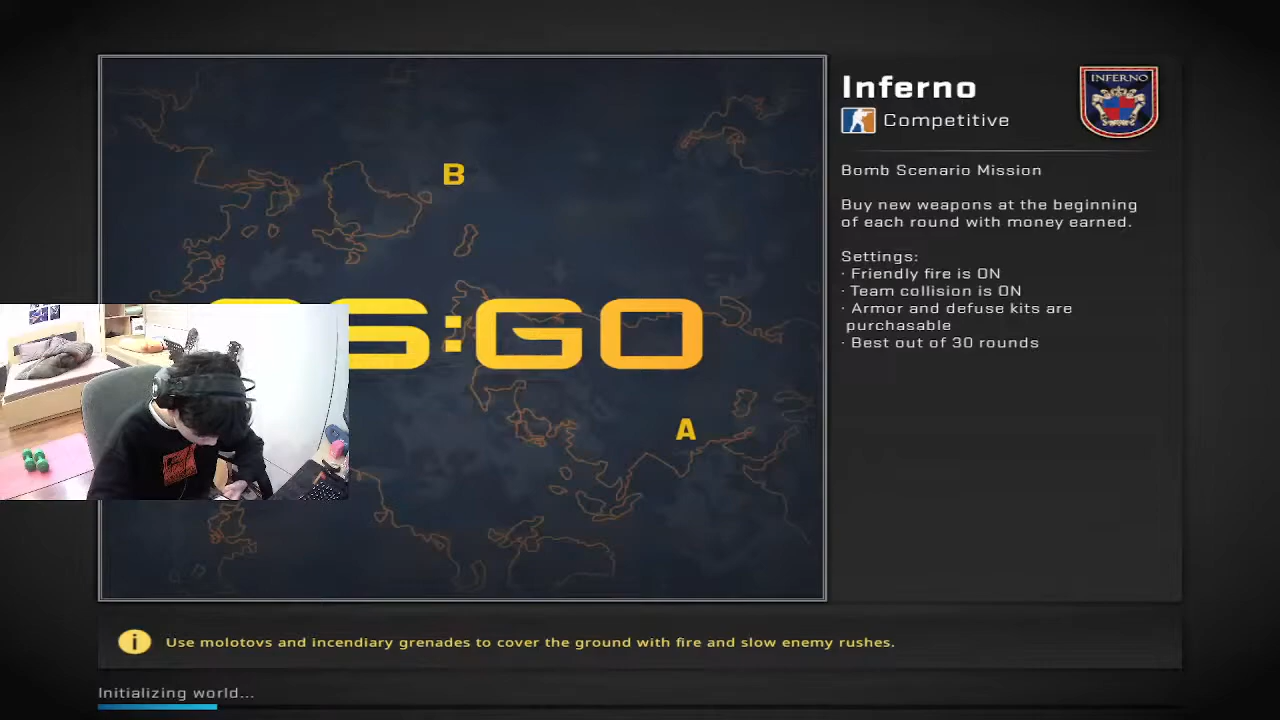 Inferno
INFERNO
Competitive
Bomb Scenario Mission
Buy new weapons at the beginning
of each round with money earned.
Settings:
· Friendly fire is ON
· Team collision is ON
· Armor and defuse kits are
purchasable
· Best out of 30 rounds
B
S:GO
A
Use molotovs and incendiary grenades to cover the ground with fire and slow enemy rushes.
Initializing world...